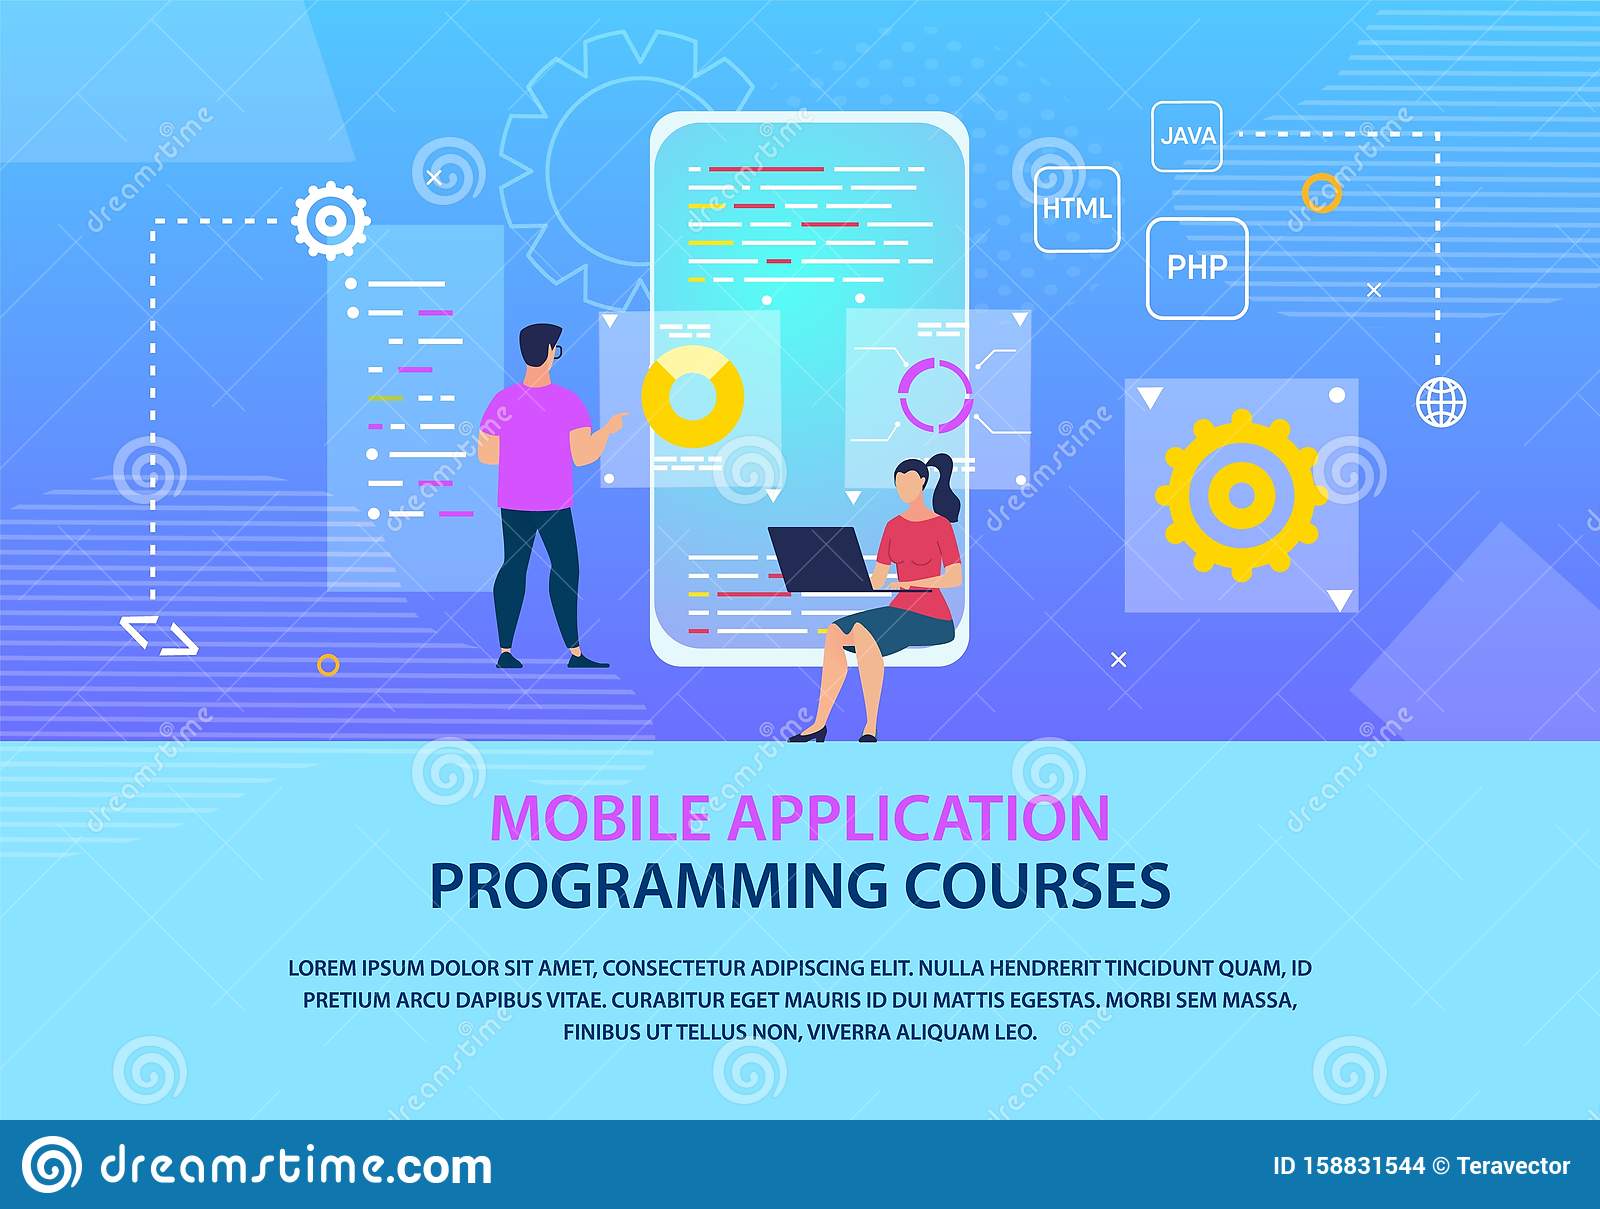 JAVA
HTML
PHP
MOBILE APPLICATION
PROGRAMMING COURSES
LOREM IPSUM DOLOR SIT AMET, CONSECTETUR ADIPISCING ELIT. NULLA HENDRERIT TINCIDUNT QUAM, ID
PRETIUM ARCU DAPIBUS VITAE. CURABITUR EGET MAURIS ID DUI MATTIS EGESTAS. MORBI SEM MASSA,
FINIBUS UT TELLUS NON, VIVERRA ALIQUAM LEO.
dreamstime.com
ID 158831544 © Teravector